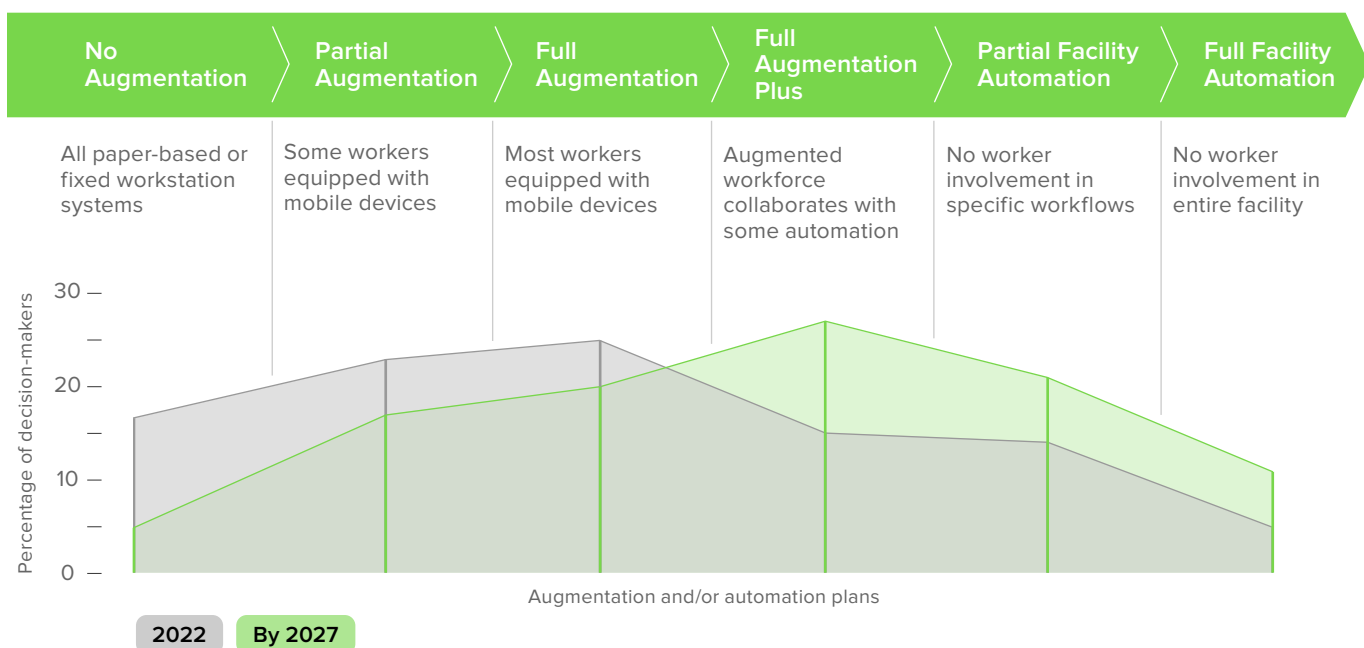 No
Augmentation
Partial
Augmentation
Full
Augmentation
Full
Augmentation
Plus
Partial Facility
Automation
Full Facility
Automation
All paper-based or
fixed workstation
systems
Some workers
equipped with
mobile devices
Most workers
equipped with
mobile devices
Augmented
workforce
collaborates with
some automation
No worker
involvement in
specific workflows
No worker
involvement in
entire facility
Percentage of decision-makers
30
20
10
0
Augmentation and/or automation plans
2022
By 2027